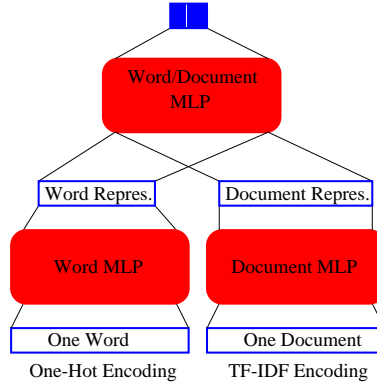 Word/Document
MLP
Word Repres.
Document Repres.
Word MLP
Document MLP
One Word
One Document
One-Hot Encoding
TF-IDF Encoding